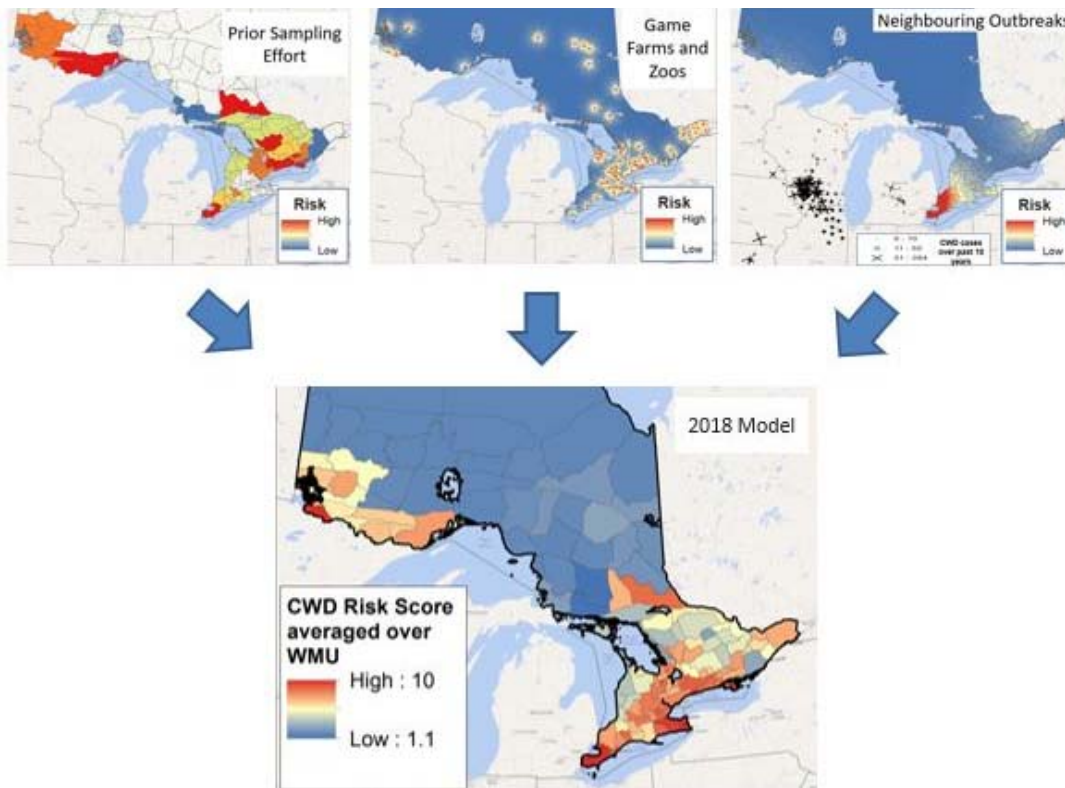 Prior Sampling
Effort
Risk
High
Low
Game
Farms and
Zoos
Risk
High
Low
Neighbouring Outbreaks
Risk
High
Low
CWD cases
over past 10
years
2018 Model
CWD Risk Score
averaged over
WMU
High : 10
Low : 1.1